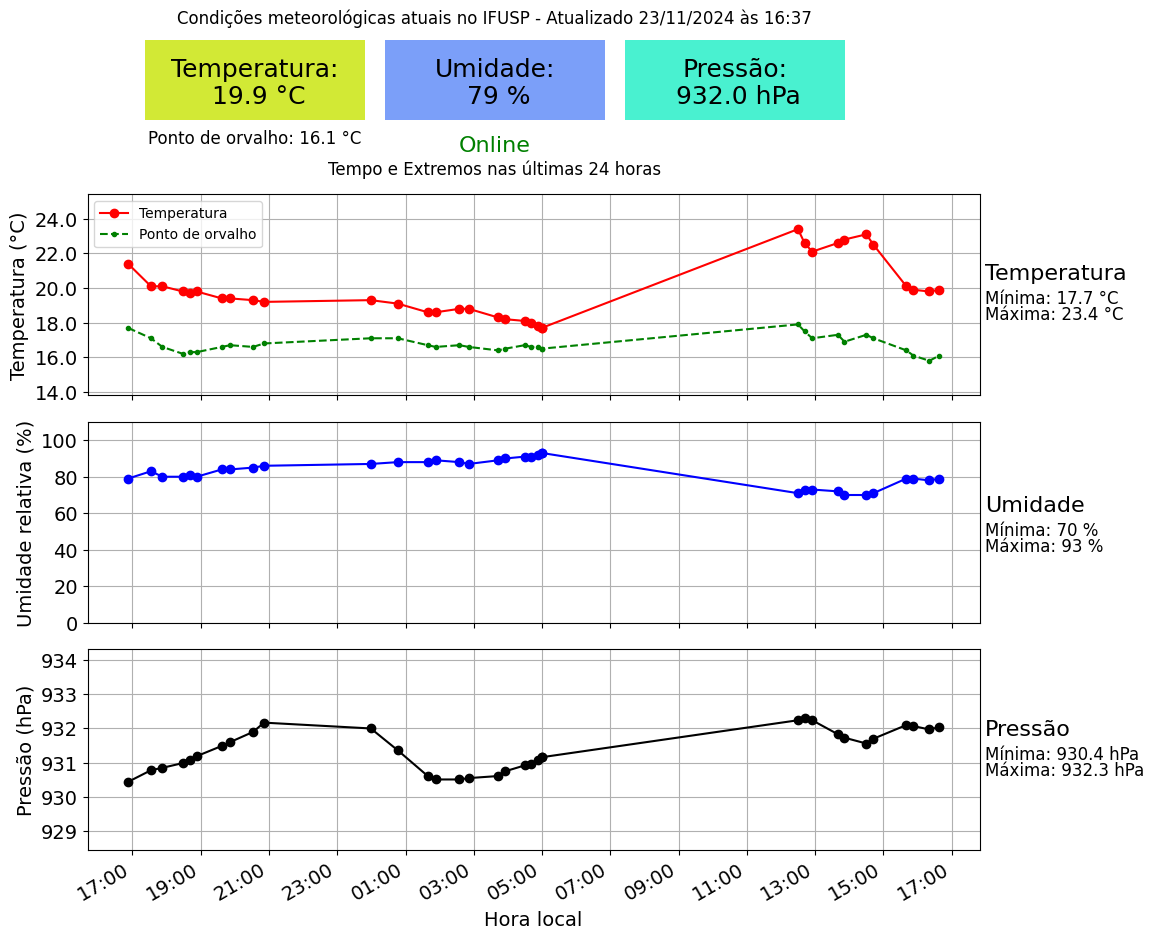 Condições meteorológicas atuais no IFUSP - Atualizado 23/11/2024 às 16:37
Temperatura:
19.9 °C
Umidade:
79 %
Pressão:
932.0 hPa
Ponto de orvalho: 16.1 °C
Online
Tempo e Extremos nas últimas 24 horas
Temperatura (°C)
24.0
22.0
20.0
18.0
16.0
14.0
Temperatura
Ponto de orvalho
Temperatura
Mínima: 17.7 °C
Máxima: 23.4 °C
Umidade relativa (%)
100
80
60
40
20
0
Umidade
Mínima: 70 %
Máxima: 93 %
Pressão (hPa)
934
933
932
931
930
929
Pressão
Mínima: 930.4 hPa
Máxima: 932.3 hPa
17:00
19:00
21:00
23:00
01:00
03:00
05:00
07:00
09:00
11:00
13:00
15:00
17:00
Hora local